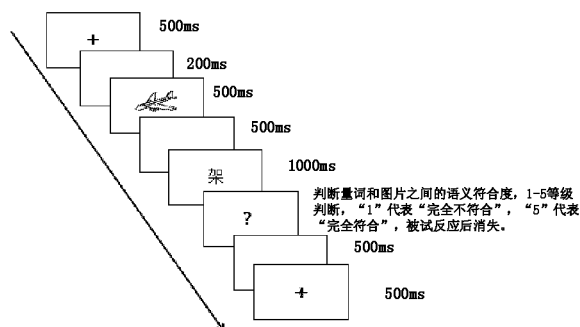 +
500ms
200ms
500ms
500ms
架
1000ms
?
判断量词和图片之间的语义符合度，1-5等级
判断，“1”代表“完全不符合”，“5”代表
“完全符合”，被试反应后消失。
500ms
+
500ms